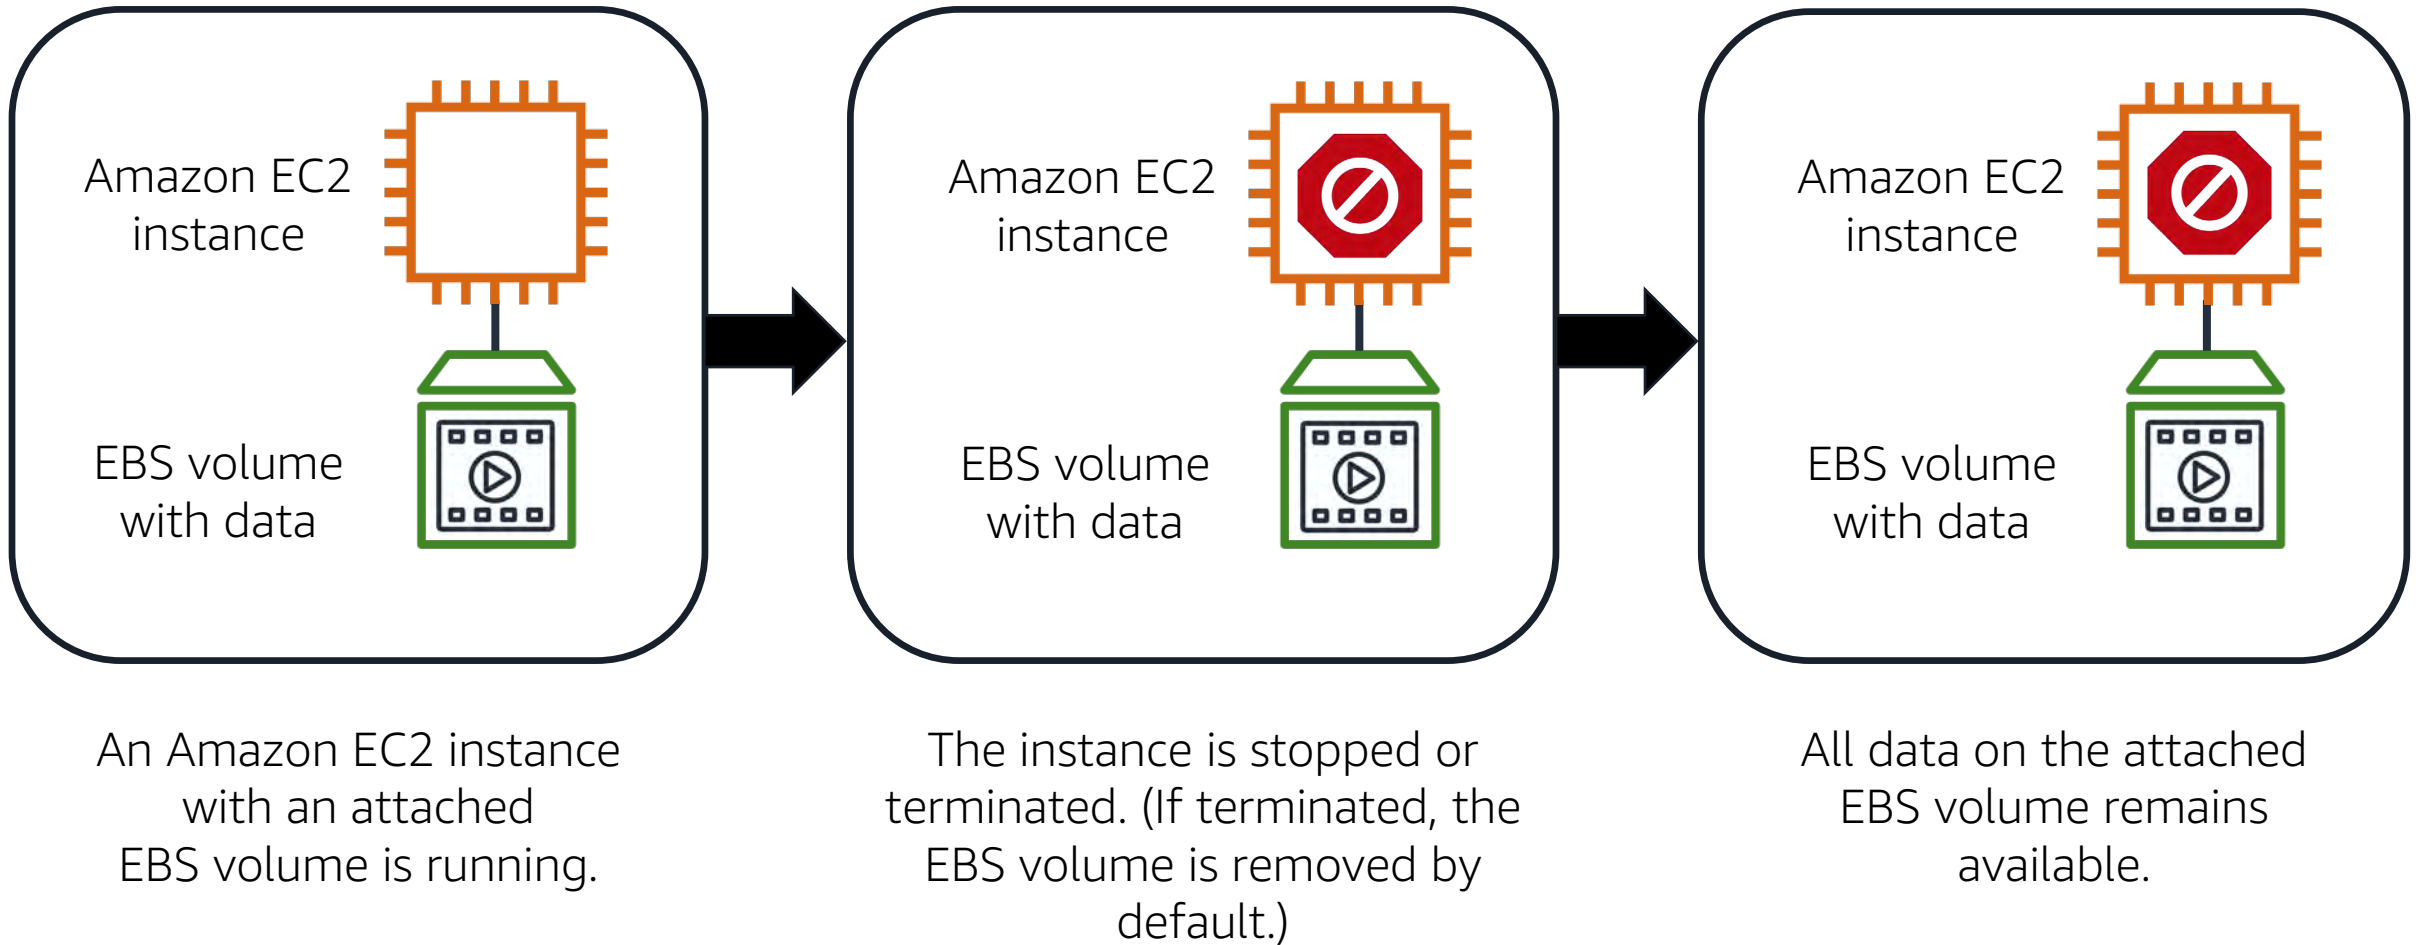 Amazon EC2
instance
EBS volume
with data
An Amazon EC2 instance
with an attached
EBS volume is running.
Amazon EC2
instance
EBS volume
with data
The instance is stopped or
terminated. (If terminated, the
EBS volume is removed by
default.)
Amazon EC2
instance
EBS volume
with data
All data on the attached
EBS volume remains
available.